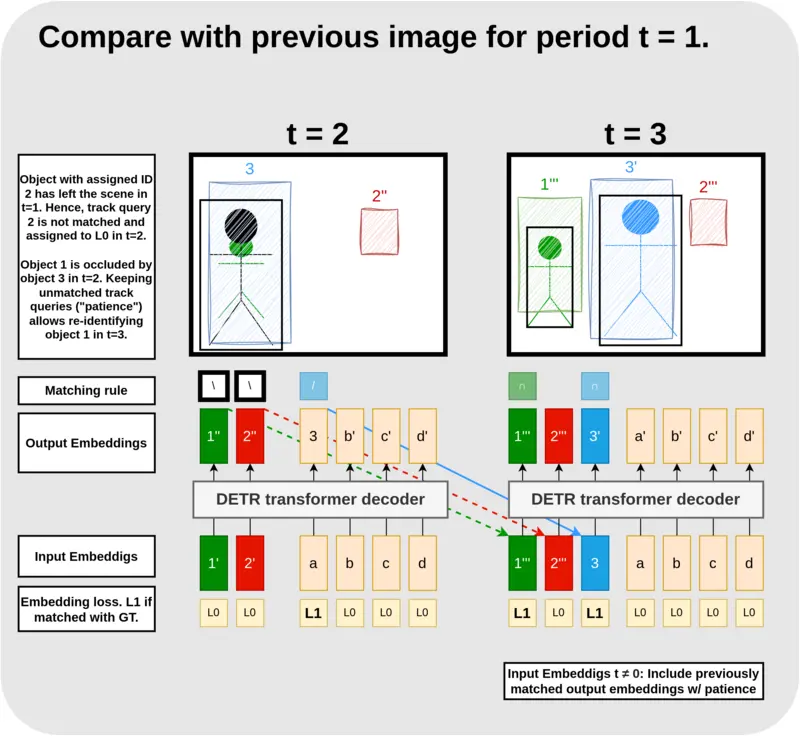 Compare with previous image for period t = 1.
t = 2
t = 3
Object with assigned ID
2 has left the scene in
t=1. Hence, track query
2 is not matched and
assigned to L0 in t=2.
Object 1 is occluded by
object 3 in t=2. Keeping
unmatched track
queries ("patience")
allows re-identifying
object 1 in t=3.
3
2''
1'''
3'
2'''
Matching rule
\ \ / ∩ ∩
Output Embeddings
1'' 2'' 3 b' c' d'
1''' 2''' 3' a' b' c' d'
DETR transformer decoder
DETR transformer decoder
Input Embeddigs
1' 2' a b c d
1''' 2''' 3 a b c d
Embedding loss. L1 if
matched with GT.
L0 L0 L1 L0 L0 L0
L1 L0 L1 L0 L0 L0 L0
Input Embeddigs t ≠ 0: Include previously
matched output embeddings w/ patience